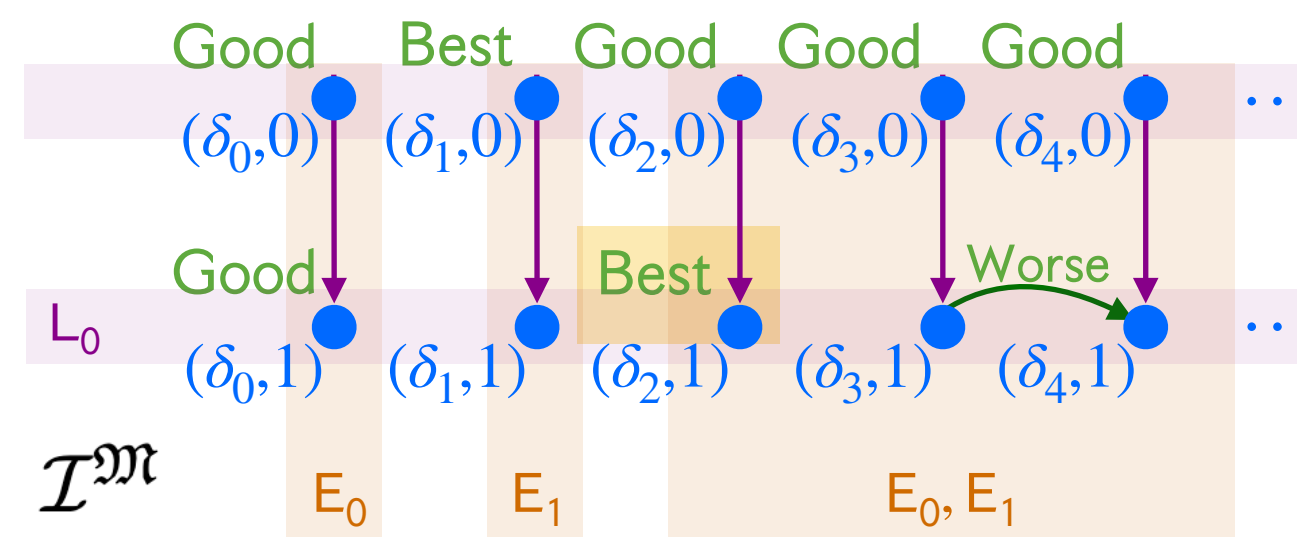 Good Best Good Good Good
(δ₀,0) (δ₁,0) (δ₂,0) (δ₃,0) (δ₄,0) ··
Good Best Worse
L₀ ··
(δ₀,1) (δ₁,1) (δ₂,1) (δ₃,1) (δ₄,1)
ℐ^𝔐 E₀ E₁ E₀, E₁